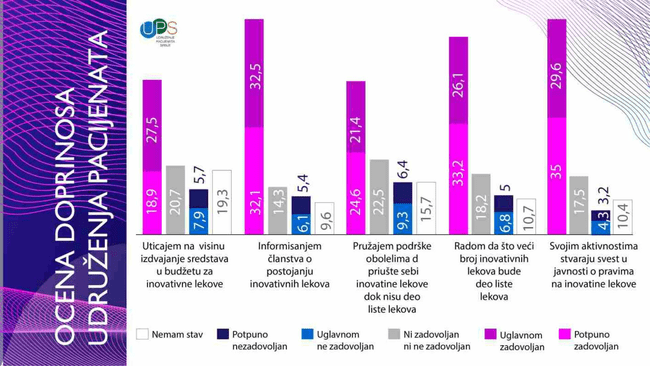 OCENA DOPRINOSA
UDRUŽENJA PACIJENATA
UPS
UDRUŽENJE
PACIJENATA
SRBIJE
27,5
18,9
20,7
5,7
7,9
19,3
32,5
32,1
14,3
5,4
6,1
9,6
21,4
24,6
22,5
6,4
9,3
15,7
26,1
33,2
18,2
5
6,8
10,7
29,6
35
17,5
3,2
4,3
10,4
Uticajem na visinu
izdvajanje sredstava
u budžetu za
inovativne lekove
Informisanjem
članstva o
postojanju
inovativnih lekova
Pružajem podrške
obolelima d
priušte sebi
inovatine lekove
dok nisu deo
liste lekova
Radom da što veći
broj inovativnih
lekova bude
deo liste
lekova
Svojim aktivnostima
stvaraju svest u
javnosti o pravima
na inovatine lekove
Nemam stav
Potpuno
nezadovoljan
Uglavnom
ne zadovoljan
Ni zadovoljan
ni ne zadovoljan
Uglavnom
zadovoljan
Potpuno
zadovoljan